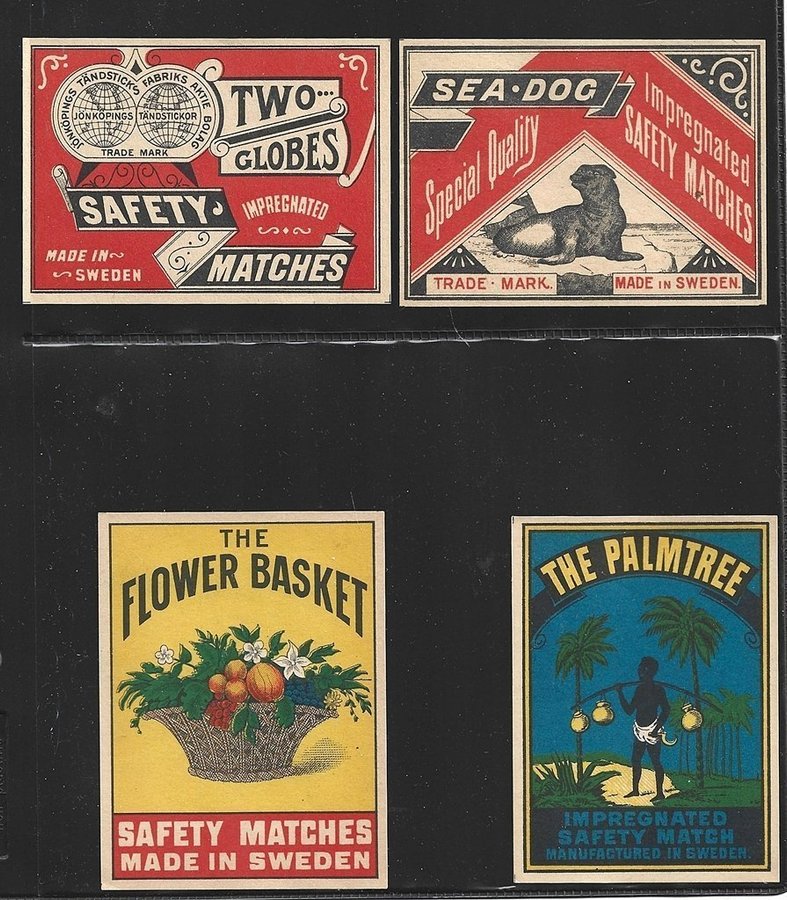 JÖNKÖPINGS TÄNDSTICKS FABRIKS AKTIE BOLAG
JÖNKÖPINGS TÄNDSTICKOR
TRADE MARK
TWO
GLOBES
SAFETY
IMPREGNATED
MADE IN
SWEDEN
MATCHES
SEA·DOG
Special Quality
Impregnated
SAFETY MATCHES
TRADE·MARK.
MADE IN SWEDEN.
THE
FLOWER BASKET
SAFETY MATCHES
MADE IN SWEDEN
THE PALMTREE
IMPREGNATED
SAFETY MATCH
MANUFACTURED IN SWEDEN.